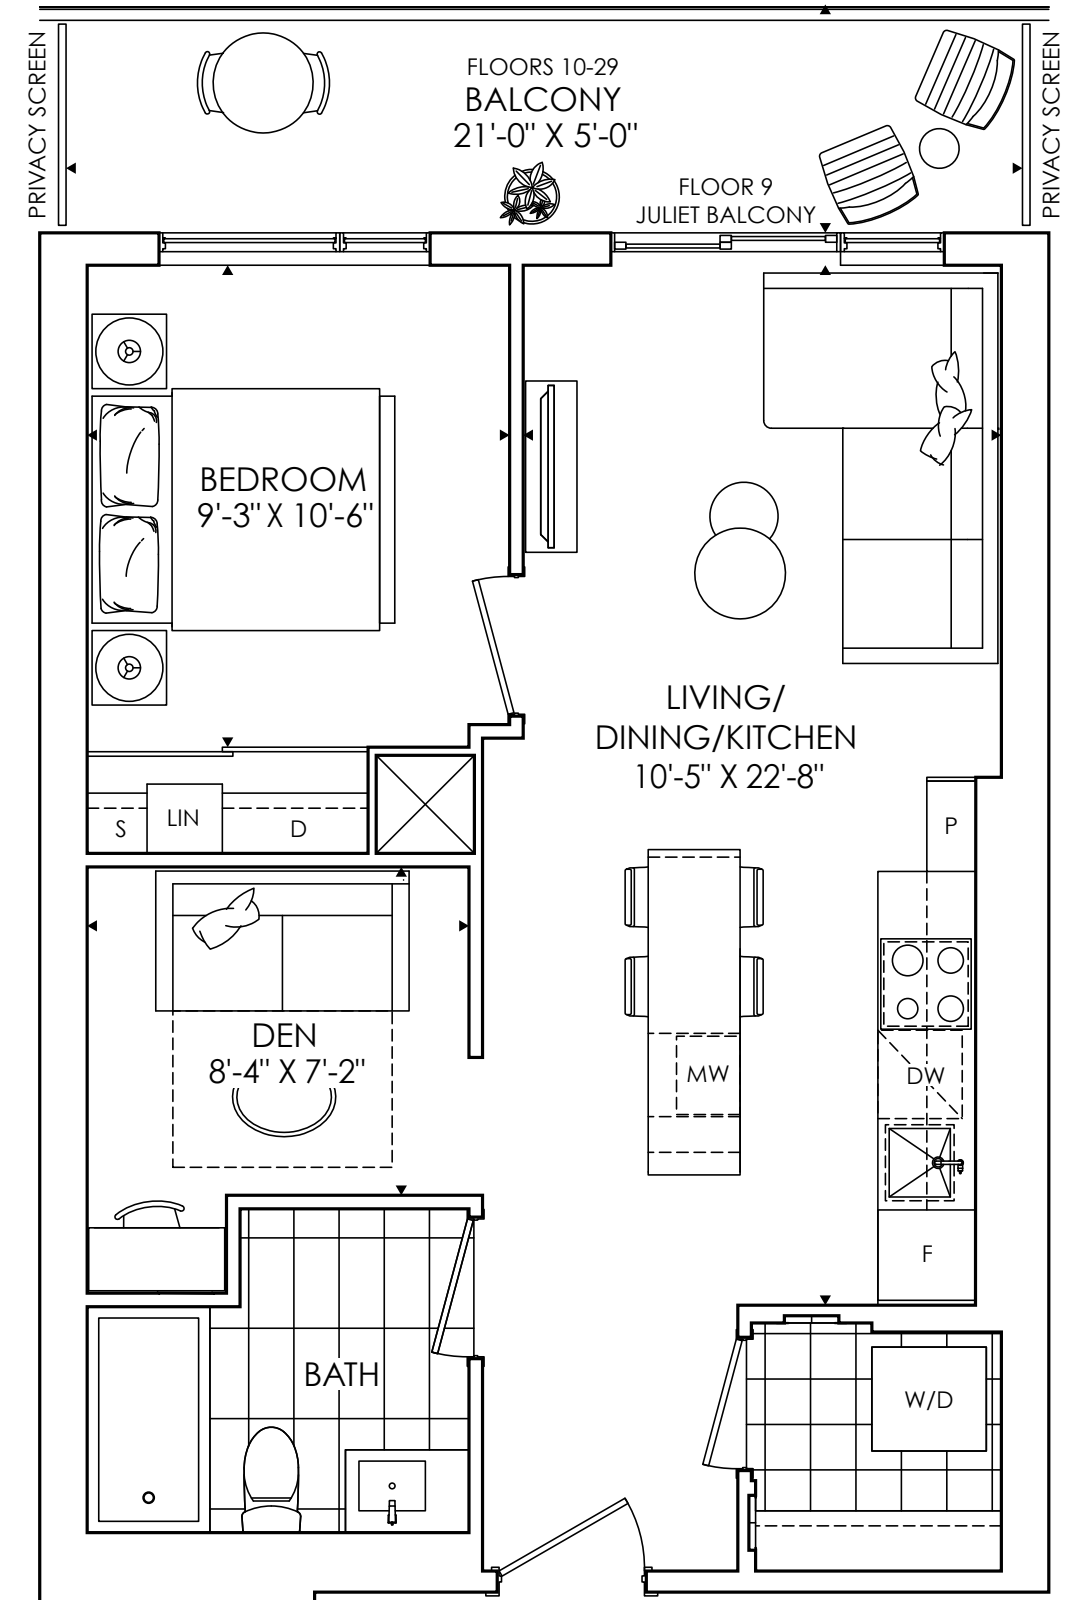 PRIVACY SCREEN
FLOORS 10-29
BALCONY
21'-0" X 5'-0"
PRIVACY SCREEN
FLOOR 9
JULIET BALCONY
BEDROOM
9'-3" X 10'-6"
LIVING/
DINING/KITCHEN
10'-5" X 22'-8"
S
LIN
D
P
DEN
8'-4" X 7'-2"
MW
DW
F
BATH
W/D